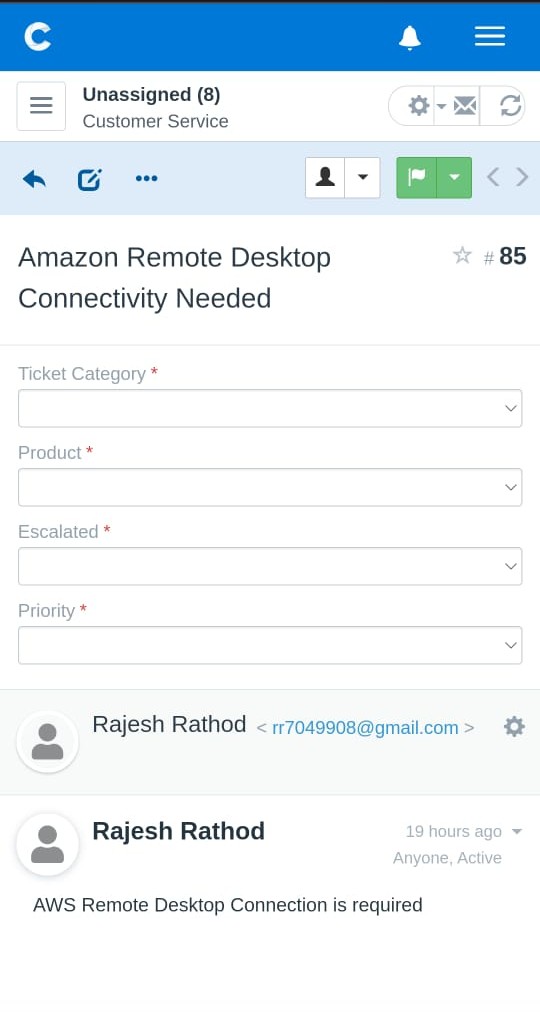 Unassigned (8)
Customer Service
Amazon Remote Desktop
Connectivity Needed
# 85
Ticket Category *
Product *
Escalated *
Priority *
Rajesh Rathod < rr7049908@gmail.com >
Rajesh Rathod
19 hours ago
Anyone, Active
AWS Remote Desktop Connection is required